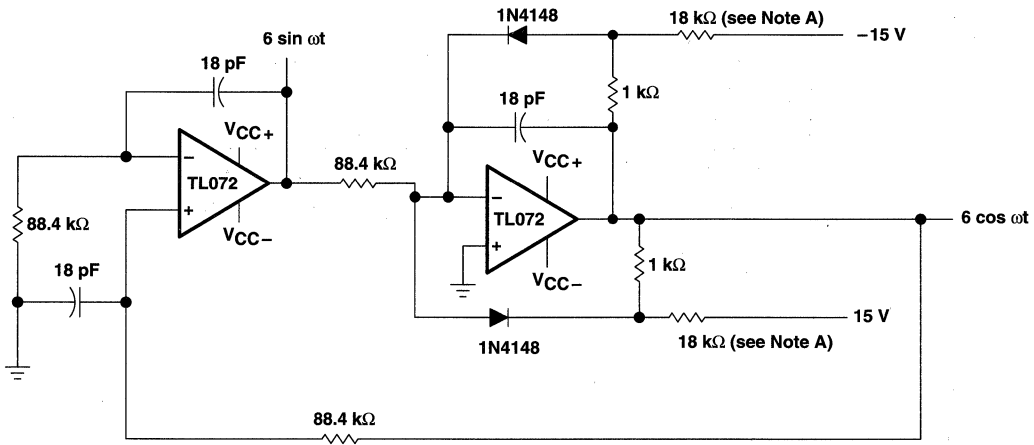 1N4148
18 kΩ (see Note A)
−15 V
6 sin ωt
18 pF
18 pF
1 kΩ
VCC+
−
TL072
+
VCC−
88.4 kΩ
88.4 kΩ
VCC+
−
TL072
+
VCC−
6 cos ωt
18 pF
1 kΩ
1N4148
18 kΩ (see Note A)
15 V
88.4 kΩ